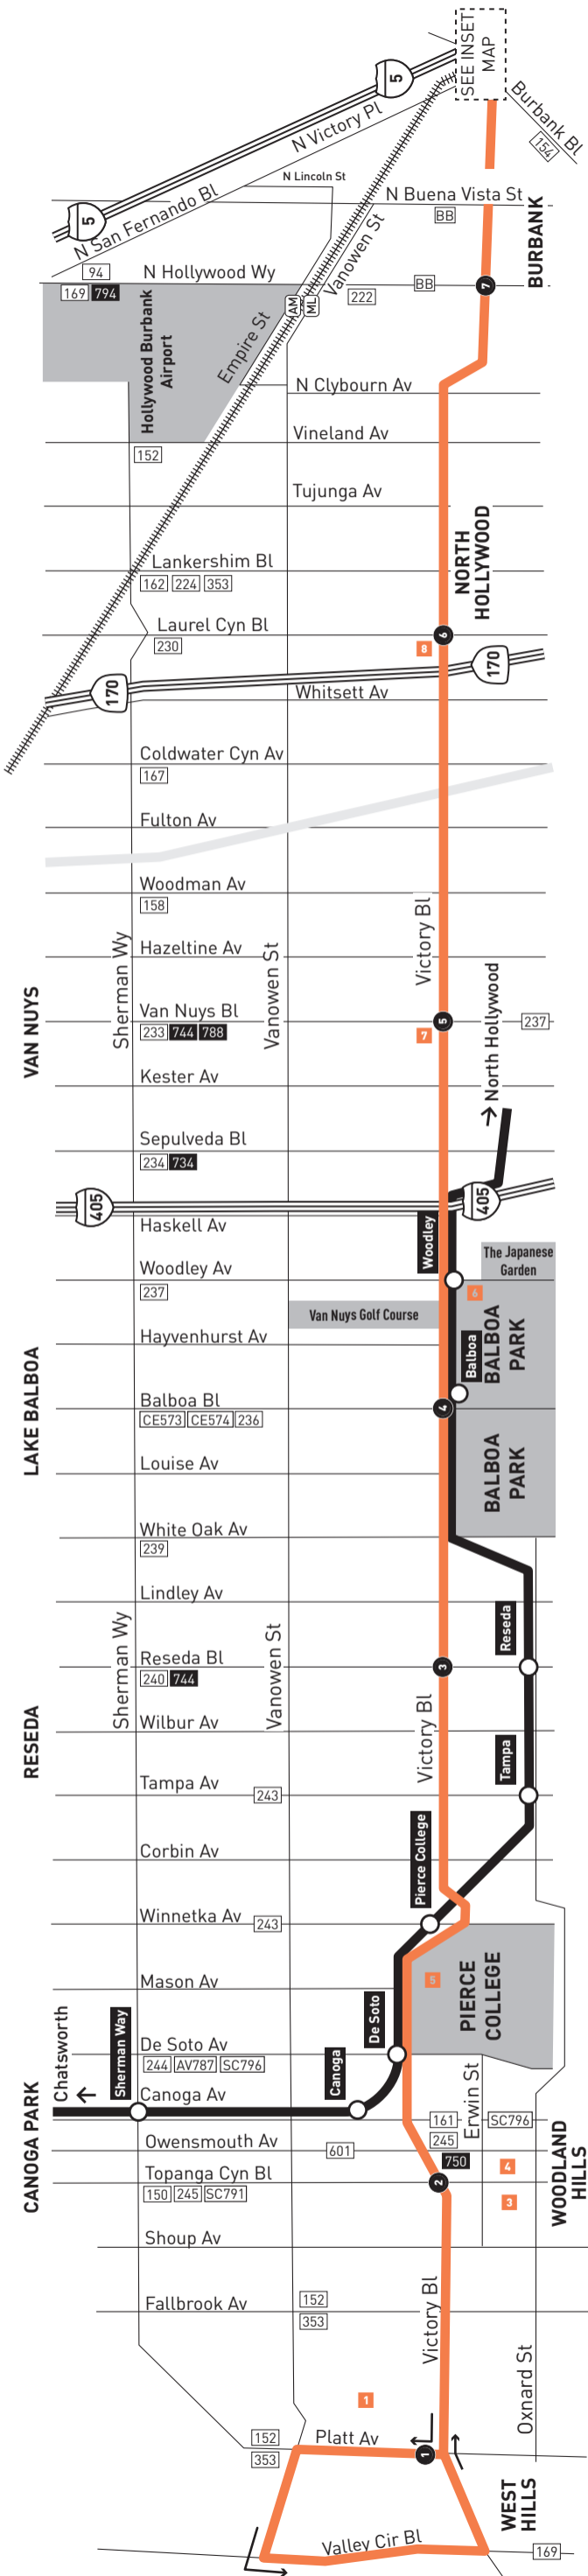 SEE INSET
MAP
5
Burbank Bl
154
N Victory Pl
N Lincoln St
N Buena Vista St
BB
BURBANK
5
N San Fernando Bl
Vanowen St
94
N Hollywood Wy
169 794
BB
222
7
AM
ML
Hollywood Burbank
Airport
Empire St
N Clybourn Av
Vineland Av
152
Tujunga Av
NORTH
HOLLYWOOD
Lankershim Bl
162 224 353
Laurel Cyn Bl
230
6
8
170
170
Whitsett Av
Coldwater Cyn Av
167
Fulton Av
Woodman Av
158
Victory Bl
Hazeltine Av
Sherman Wy
Vanowen St
VAN NUYS
Van Nuys Bl
233 744 788
5
7
237
North Hollywood
Kester Av
Sepulveda Bl
234 734
405
405
Haskell Av
Woodley
Woodley Av
237
The Japanese
Garden
6
Van Nuys Golf Course
Hayvenhurst Av
Balboa
BALBOA
PARK
LAKE BALBOA
Balboa Bl
CE573 CE574 236
4
Louise Av
BALBOA
PARK
White Oak Av
239
Lindley Av
Sherman Wy
Vanowen St
Reseda
Reseda Bl
240 744
3
RESEDA
Wilbur Av
Victory Bl
Tampa
Tampa Av
243
Corbin Av
Pierce College
Winnetka Av
243
Mason Av
5
PIERCE
COLLEGE
Chatsworth
Sherman Way
De Soto
De Soto Av
244 AV787 SC796
Canoga
Erwin St
CANOGA PARK
Canoga Av
161
SC796
Owensmouth Av
245
601
750
Topanga Cyn Bl
150 245 SC791
2
4
3
WOODLAND
HILLS
Shoup Av
Fallbrook Av
152
353
Victory Bl
Oxnard St
1
152
353
Platt Av
1
WEST
HILLS
Valley Cir Bl
169